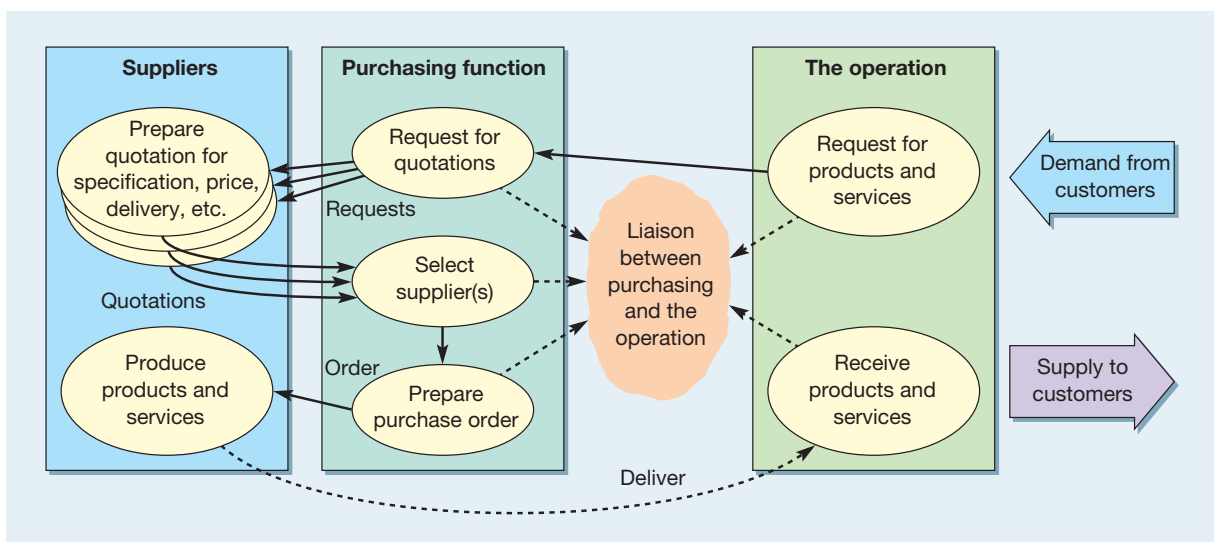 Suppliers
Purchasing function
The operation
Prepare
quotation for
specification, price,
delivery, etc.
Request for
quotations
Request for
products and
services
Demand from
customers
Requests
Liaison
between
purchasing
and the
operation
Select
supplier(s)
Quotations
Produce
products and
services
Order
Prepare
purchase order
Receive
products and
services
Supply to
customers
Deliver